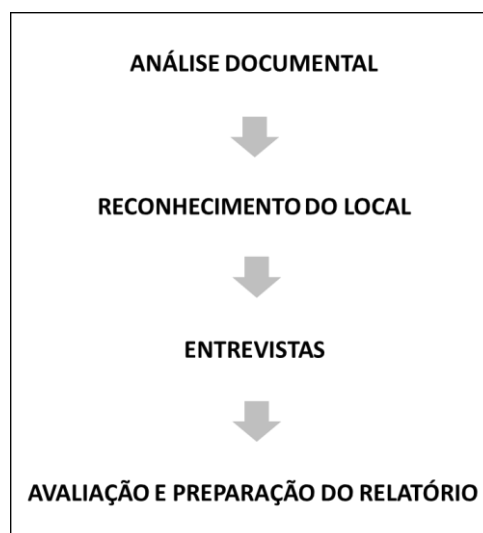 ANÁLISE DOCUMENTAL
RECONHECIMENTO DO LOCAL
ENTREVISTAS
AVALIAÇÃO E PREPARAÇÃO DO RELATÓRIO